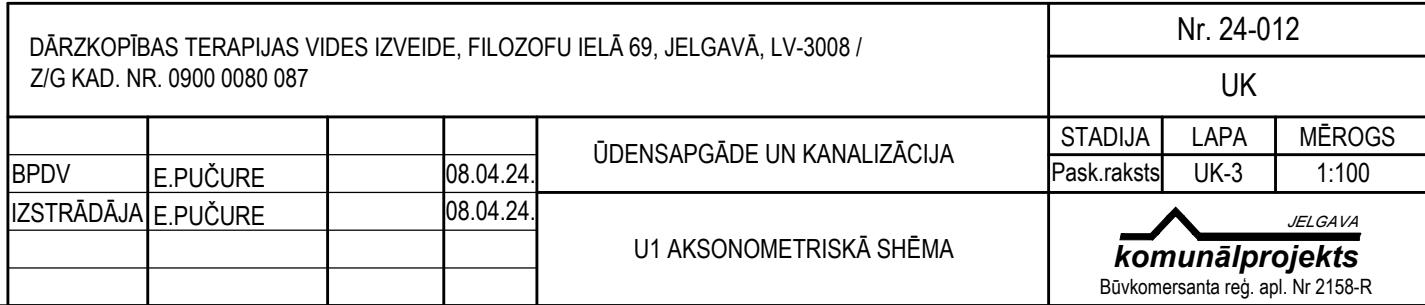 DĀRZKOPĪBAS TERAPIJAS VIDES IZVEIDE, FILOZOFU IELĀ 69, JELGAVĀ, LV-3008 /
Z/G KAD. NR. 0900 0080 087
Nr. 24-012
UK
BPDV E.PUČURE 08.04.24.
IZSTRĀDĀJA E.PUČURE 08.04.24.
ŪDENSAPGĀDE UN KANALIZĀCIJA
U1 AKSONOMETRISKĀ SHĒMA
STADIJA LAPA MĒROGS
Pask.raksts UK-3 1:100
JELGAVA
komunālprojekts
Būvkomersanta reģ. apl. Nr 2158-R